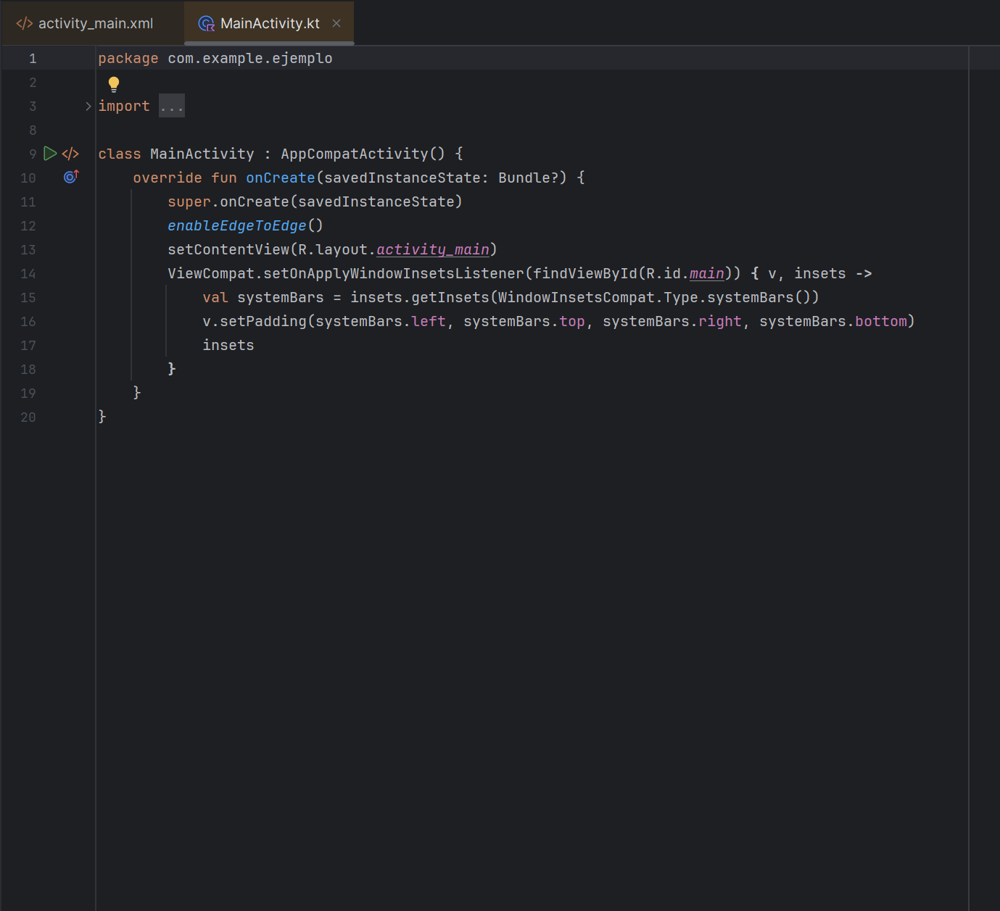 </> activity_main.xml MainActivity.kt
1 package com.example.ejemplo
2
3 import ...
8
9 </> class MainActivity : AppCompatActivity() {
10     override fun onCreate(savedInstanceState: Bundle?) {
11         super.onCreate(savedInstanceState)
12         enableEdgeToEdge()
13         setContentView(R.layout.activity_main)
14         ViewCompat.setOnApplyWindowInsetsListener(findViewById(R.id.main)) { v, insets ->
15             val systemBars = insets.getInsets(WindowInsetsCompat.Type.systemBars())
16             v.setPadding(systemBars.left, systemBars.top, systemBars.right, systemBars.bottom)
17             insets
18         }
19     }
20 }